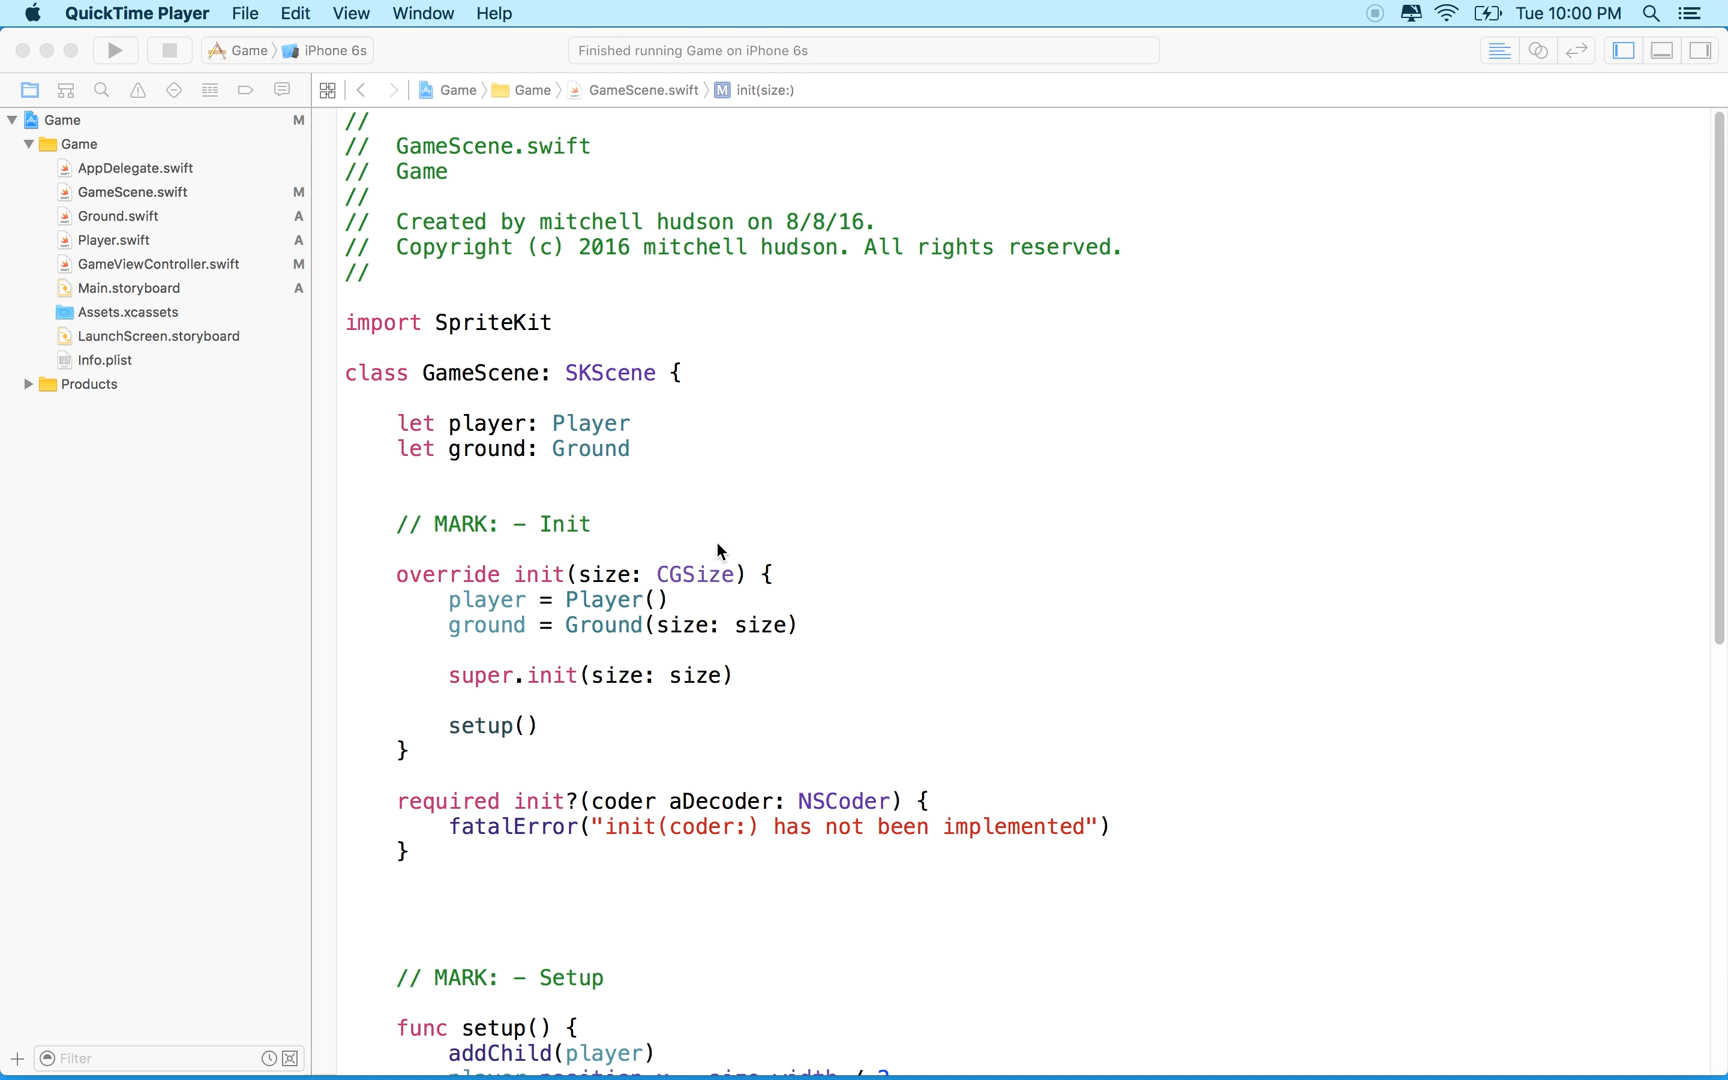 QuickTime Player File Edit View Window Help Tue 10:00 PM
Game iPhone 6s Finished running Game on iPhone 6s
Game Game GameScene.swift M init(size:)
Game M
Game
AppDelegate.swift
GameScene.swift M
Ground.swift A
Player.swift A
GameViewController.swift M
Main.storyboard A
Assets.xcassets
LaunchScreen.storyboard
Info.plist
Products
Filter
//
// GameScene.swift
// Game
//
// Created by mitchell hudson on 8/8/16.
// Copyright (c) 2016 mitchell hudson. All rights reserved.
//
import SpriteKit
class GameScene: SKScene {
let player: Player
let ground: Ground
// MARK: - Init
override init(size: CGSize) {
player = Player()
ground = Ground(size: size)
super.init(size: size)
setup()
}
required init?(coder aDecoder: NSCoder) {
fatalError("init(coder:) has not been implemented")
}
// MARK: - Setup
func setup() {
addChild(player)
player.position.x = size.width / 2